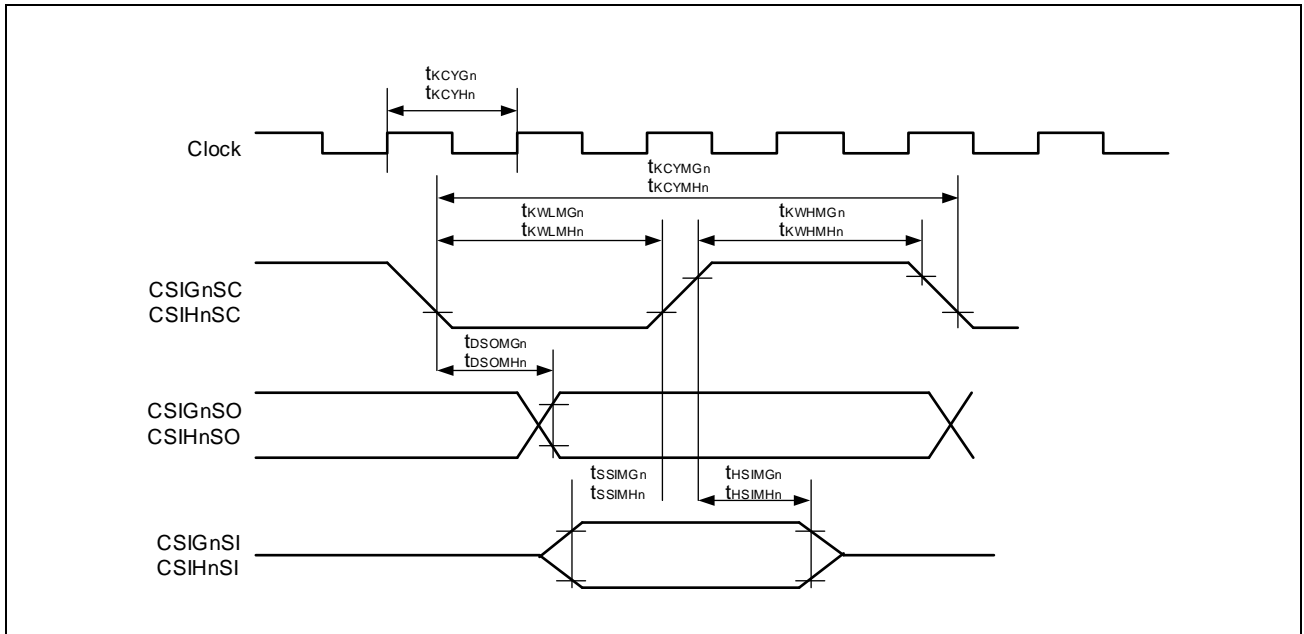 tKCYGn
tKCYHn
Clock
tKCYMGn
tKCYMHn
tKWLMGn
tKWLMHn
tKWHMGn
tKWHMHn
CSIGnSC
CSIHnSC
tDSOMGn
tDSOMHn
CSIGnSO
CSIHnSO
tSSIMGn
tSSIMHn
tHSIMGn
tHSIMHn
CSIGnSI
CSIHnSI